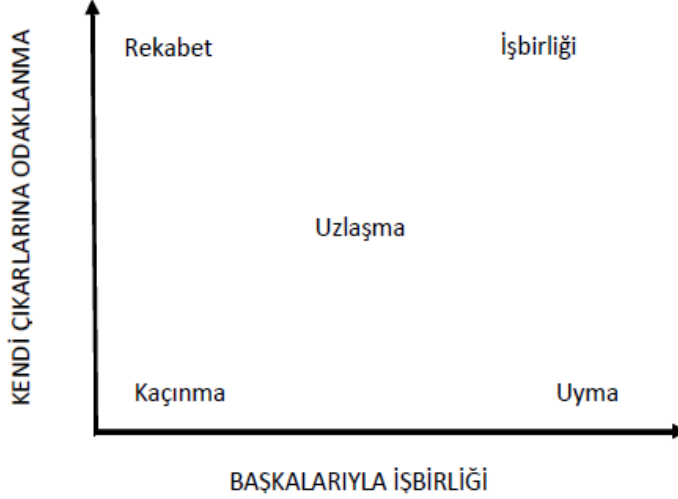 KENDİ ÇIKARLARINA ODAKLANMA
Rekabet
İşbirliği
Uzlaşma
Kaçınma
Uyma
BAŞKALARIYLA İŞBİRLİĞİ